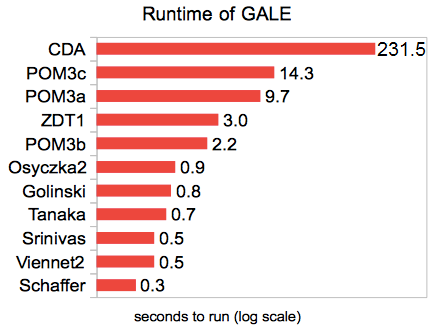 Runtime of GALE
CDA 231.5
POM3c 14.3
POM3a 9.7
ZDT1 3.0
POM3b 2.2
Osyczka2 0.9
Golinski 0.8
Tanaka 0.7
Srinivas 0.5
Viennet2 0.5
Schaffer 0.3
seconds to run (log scale)